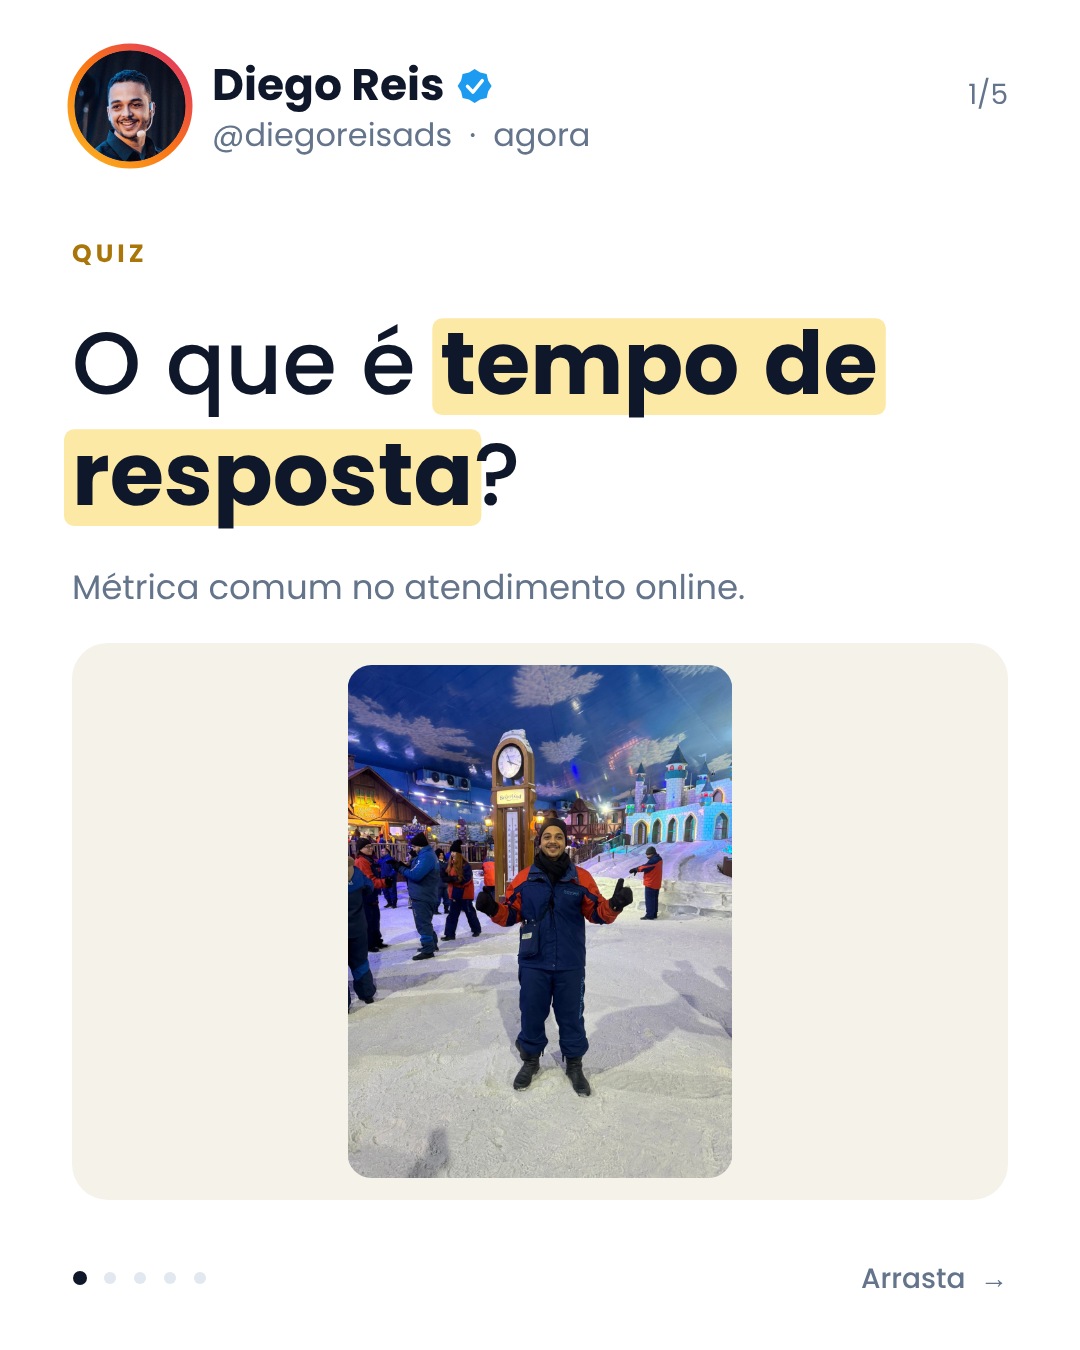 Diego Reis
@diegoreisads · agora
1/5
QUIZ
O que é tempo de
resposta?
Métrica comum no atendimento online.
Arrasta →